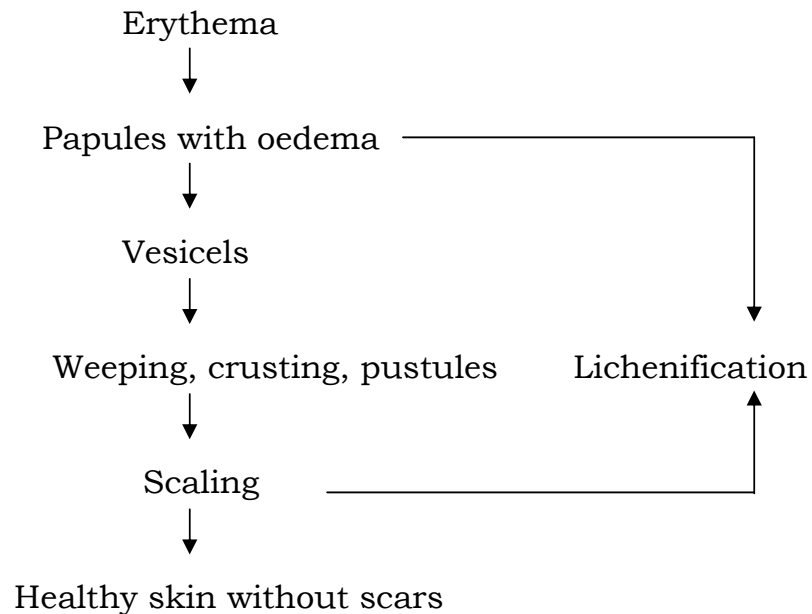 Erythema
Papules with oedema
Vesicels
Weeping, crusting, pustules
Lichenification
Scaling
Healthy skin without scars